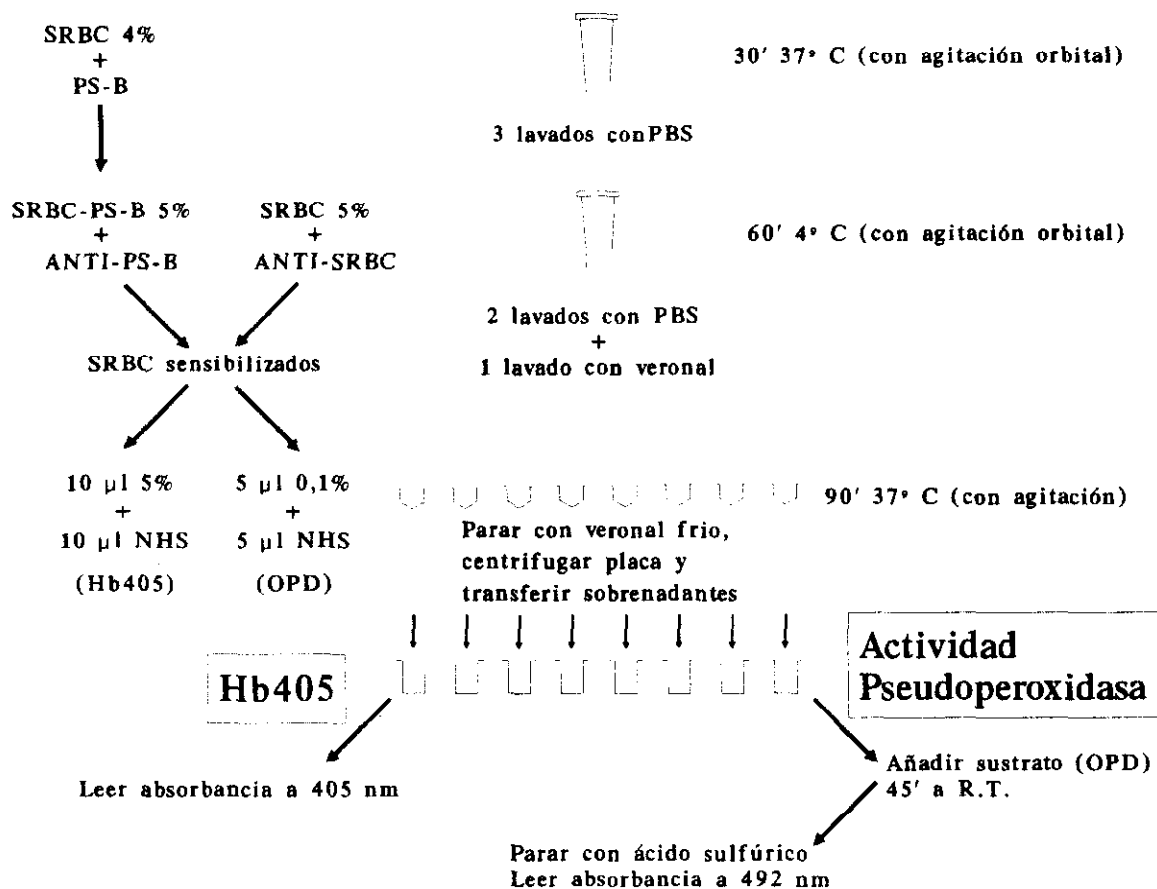 SRBC 4%
+
PS-B
30' 37º C (con agitación orbital)
3 lavados con PBS
SRBC-PS-B 5%
+
ANTI-PS-B
SRBC 5%
+
ANTI-SRBC
60' 4º C (con agitación orbital)
2 lavados con PBS
+
1 lavado con veronal
SRBC sensibilizados
10 µl 5%
+
10 µl NHS
(Hb405)
5 µl 0,1%
+
5 µl NHS
(OPD)
90' 37º C (con agitación)
Parar con veronal frio,
centrifugar placa y
transferir sobrenadantes
Hb405
Actividad
Pseudoperoxidasa
Leer absorbancia a 405 nm
Añadir sustrato (OPD)
45' a R.T.
Parar con ácido sulfúrico
Leer absorbancia a 492 nm